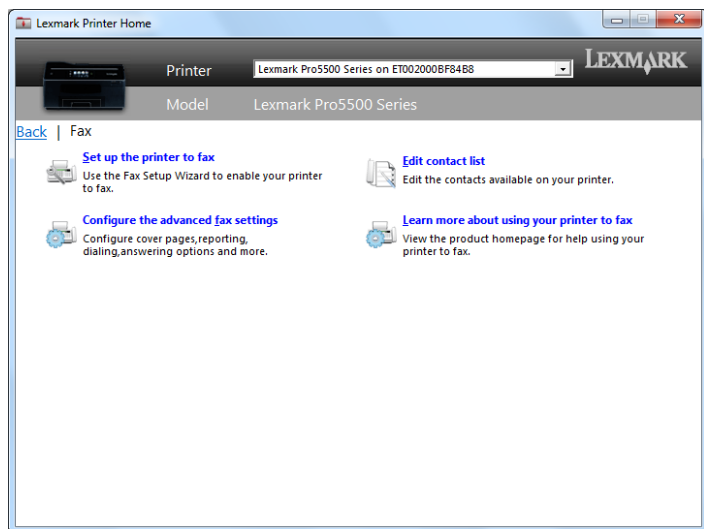 Lexmark Printer Home
Printer
Lexmark Pro5500 Series on ET002000BF84B8
LEXMARK
Model
Lexmark Pro5500 Series
Back | Fax
Set up the printer to fax
Use the Fax Setup Wizard to enable your printer
to fax.
Edit contact list
Edit the contacts available on your printer.
Configure the advanced fax settings
Configure cover pages,reporting,
dialing,answering options and more.
Learn more about using your printer to fax
View the product homepage for help using your
printer to fax.